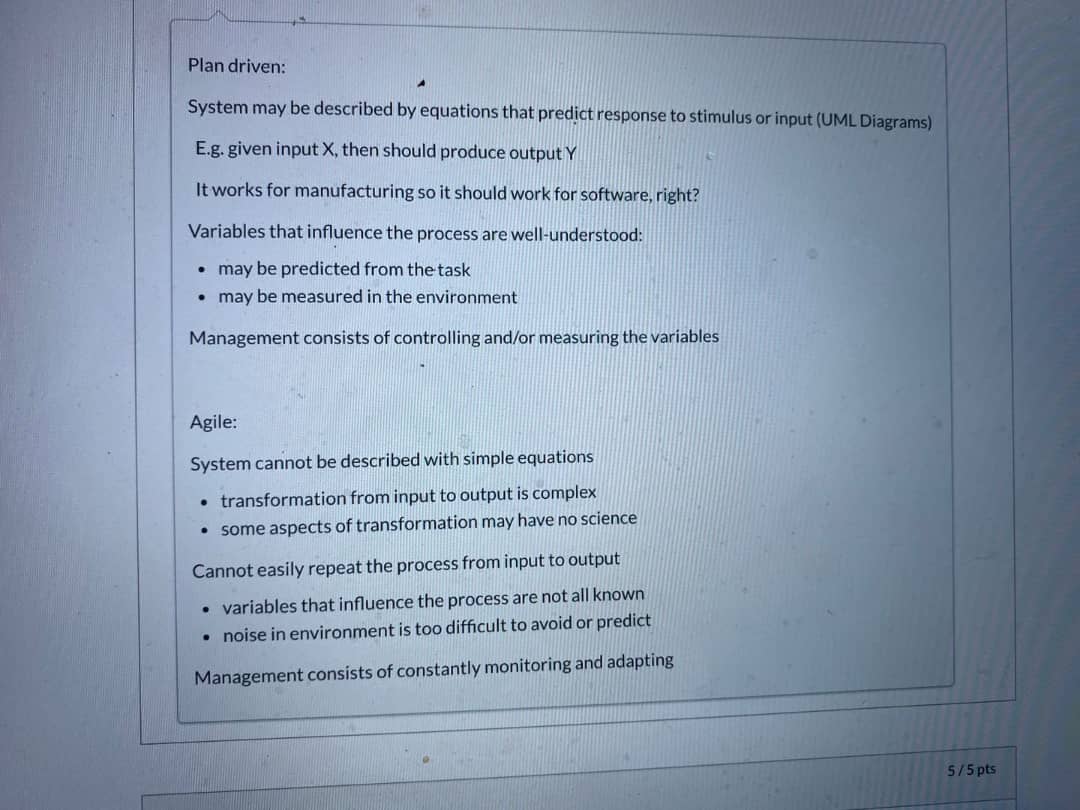 Plan driven:
System may be described by equations that predict response to stimulus or input (UML Diagrams)
E.g. given input X, then should produce output Y
It works for manufacturing so it should work for software, right?
Variables that influence the process are well-understood:
• may be predicted from the task
• may be measured in the environment
Management consists of controlling and/or measuring the variables
Agile:
System cannot be described with simple equations
• transformation from input to output is complex
• some aspects of transformation may have no science
Cannot easily repeat the process from input to output
• variables that influence the process are not all known
• noise in environment is too difficult to avoid or predict
Management consists of constantly monitoring and adapting
5 / 5 pts